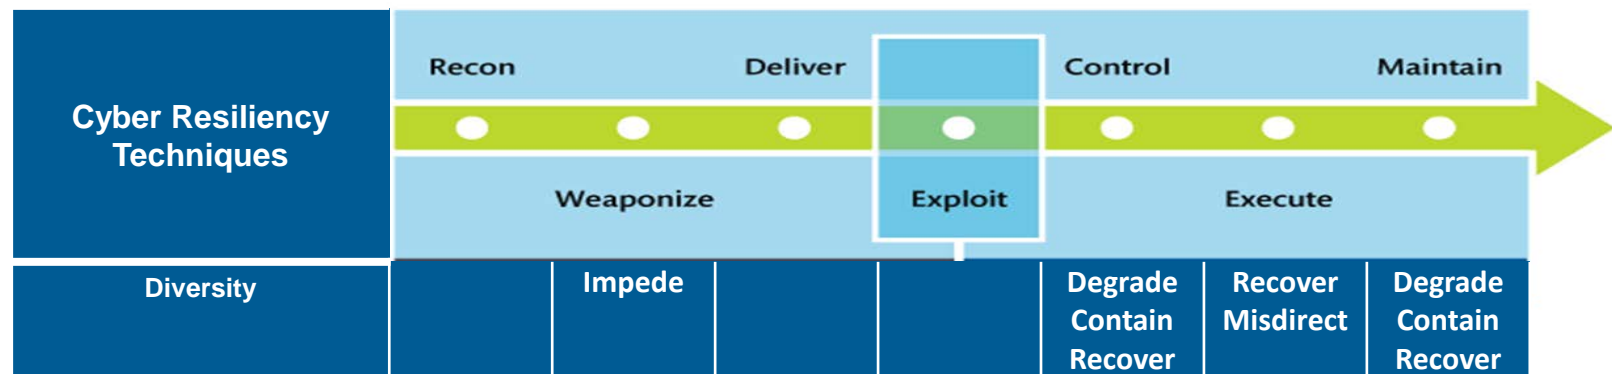 Cyber Resiliency
Techniques
Recon
Deliver
Control
Maintain
Weaponize
Exploit
Execute
Diversity
Impede
Degrade
Contain
Recover
Recover
Misdirect
Degrade
Contain
Recover